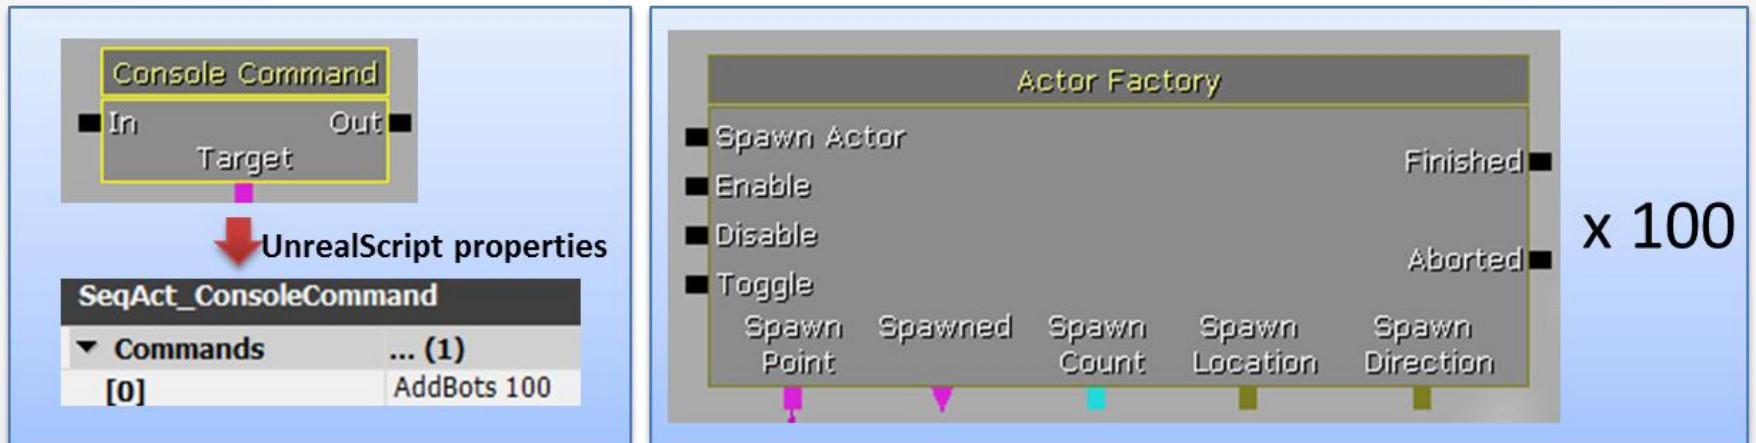 Console Command
In Out
Target
UnrealScript properties
SeqAct_ConsoleCommand
Commands ... (1)
[0] AddBots 100
Actor Factory
Spawn Actor
Finished
Enable
Disable
Aborted
Toggle
Spawn Point
Spawned
Spawn Count
Spawn Location
Spawn Direction
x 100